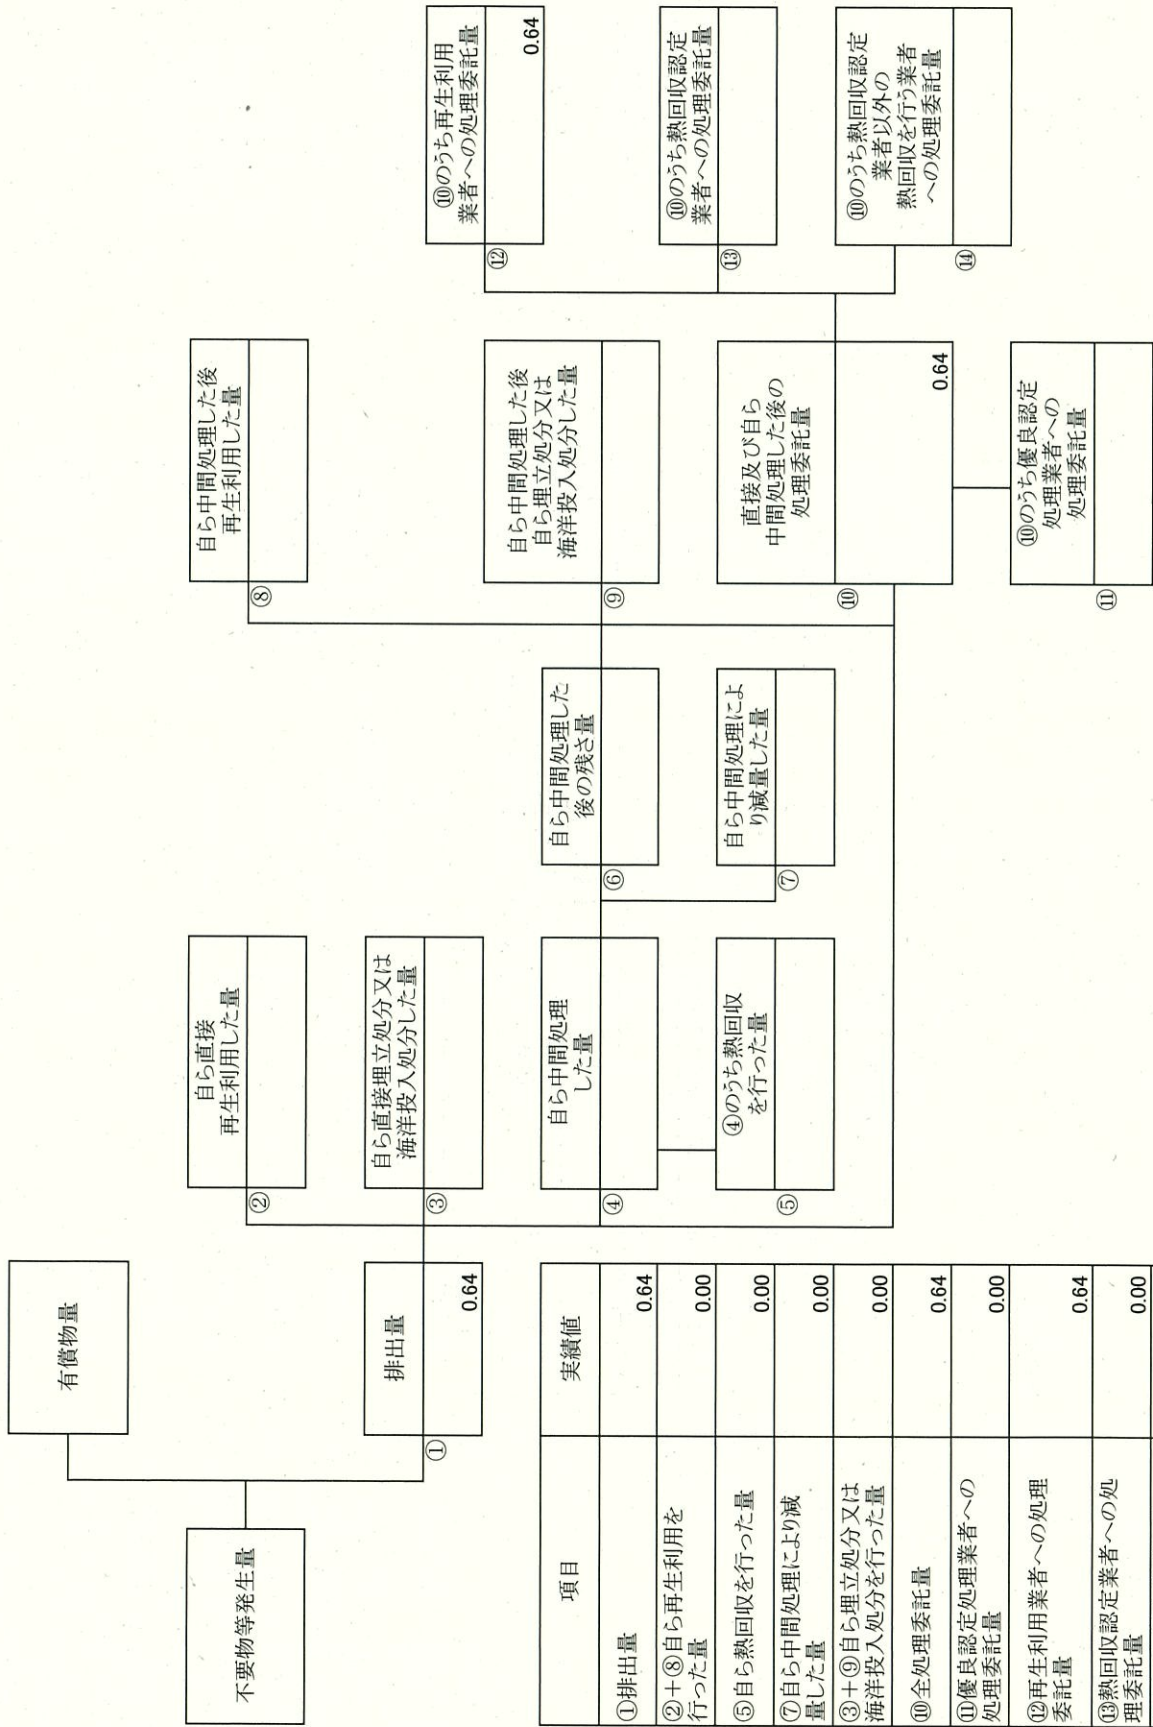 有償物量
不要物等発生量
排出量
①
0.64
自ら直接
再生利用した量
②
自ら直接埋立処分又は
海洋投入処分した量
③
自ら中間処理
した量
④
④のうち熱回収
を行った量
⑤
自ら中間処理した
後の残さ量
⑥
自ら中間処理によ
り減量した量
⑦
自ら中間処理した後
再生利用した量
⑧
自ら中間処理した後
自ら埋立処分又は
海洋投入処分した量
⑨
直接及び自ら
中間処理した後の
処理委託量
⑩
0.64
⑩のうち優良認定
処理業者への
処理委託量
⑪
⑩のうち再生利用
業者への処理委託量
⑫
0.64
⑩のうち熱回収認定
業者への処理委託量
⑬
⑩のうち熱回収認定
業者以外の
熱回収を行う業者
への処理委託量
⑭
項目 実績値
①排出量 0.64
②+⑧自ら再生利用を
行った量 0.00
⑤自ら熱回収を行った量 0.00
⑦自ら中間処理により減
量した量 0.00
③+⑨自ら埋立処分又は
海洋投入処分を行った量 0.00
⑩全処理委託量 0.64
⑪優良認定処理業者への
処理委託量 0.00
⑫再生利用業者への処理
委託量 0.64
⑬熱回収認定業者への処
理委託量 0.00